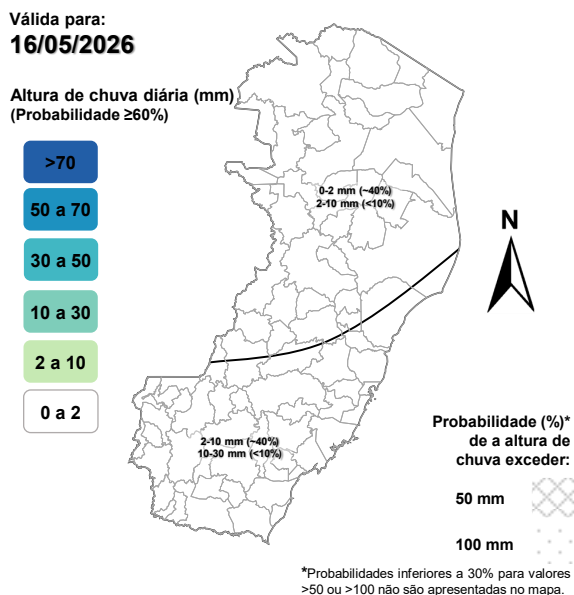 Válida para:
16/05/2026
Altura de chuva diária (mm)
(Probabilidade ≥60%)
>70
50 a 70
30 a 50
10 a 30
2 a 10
0 a 2
0-2 mm (~40%)
2-10 mm (<10%)
N
2-10 mm (~40%)
10-30 mm (<10%)
Probabilidade (%)*
de a altura de
chuva exceder:
50 mm
100 mm
*Probabilidades inferiores a 30% para valores
>50 ou >100 não são apresentadas no mapa.